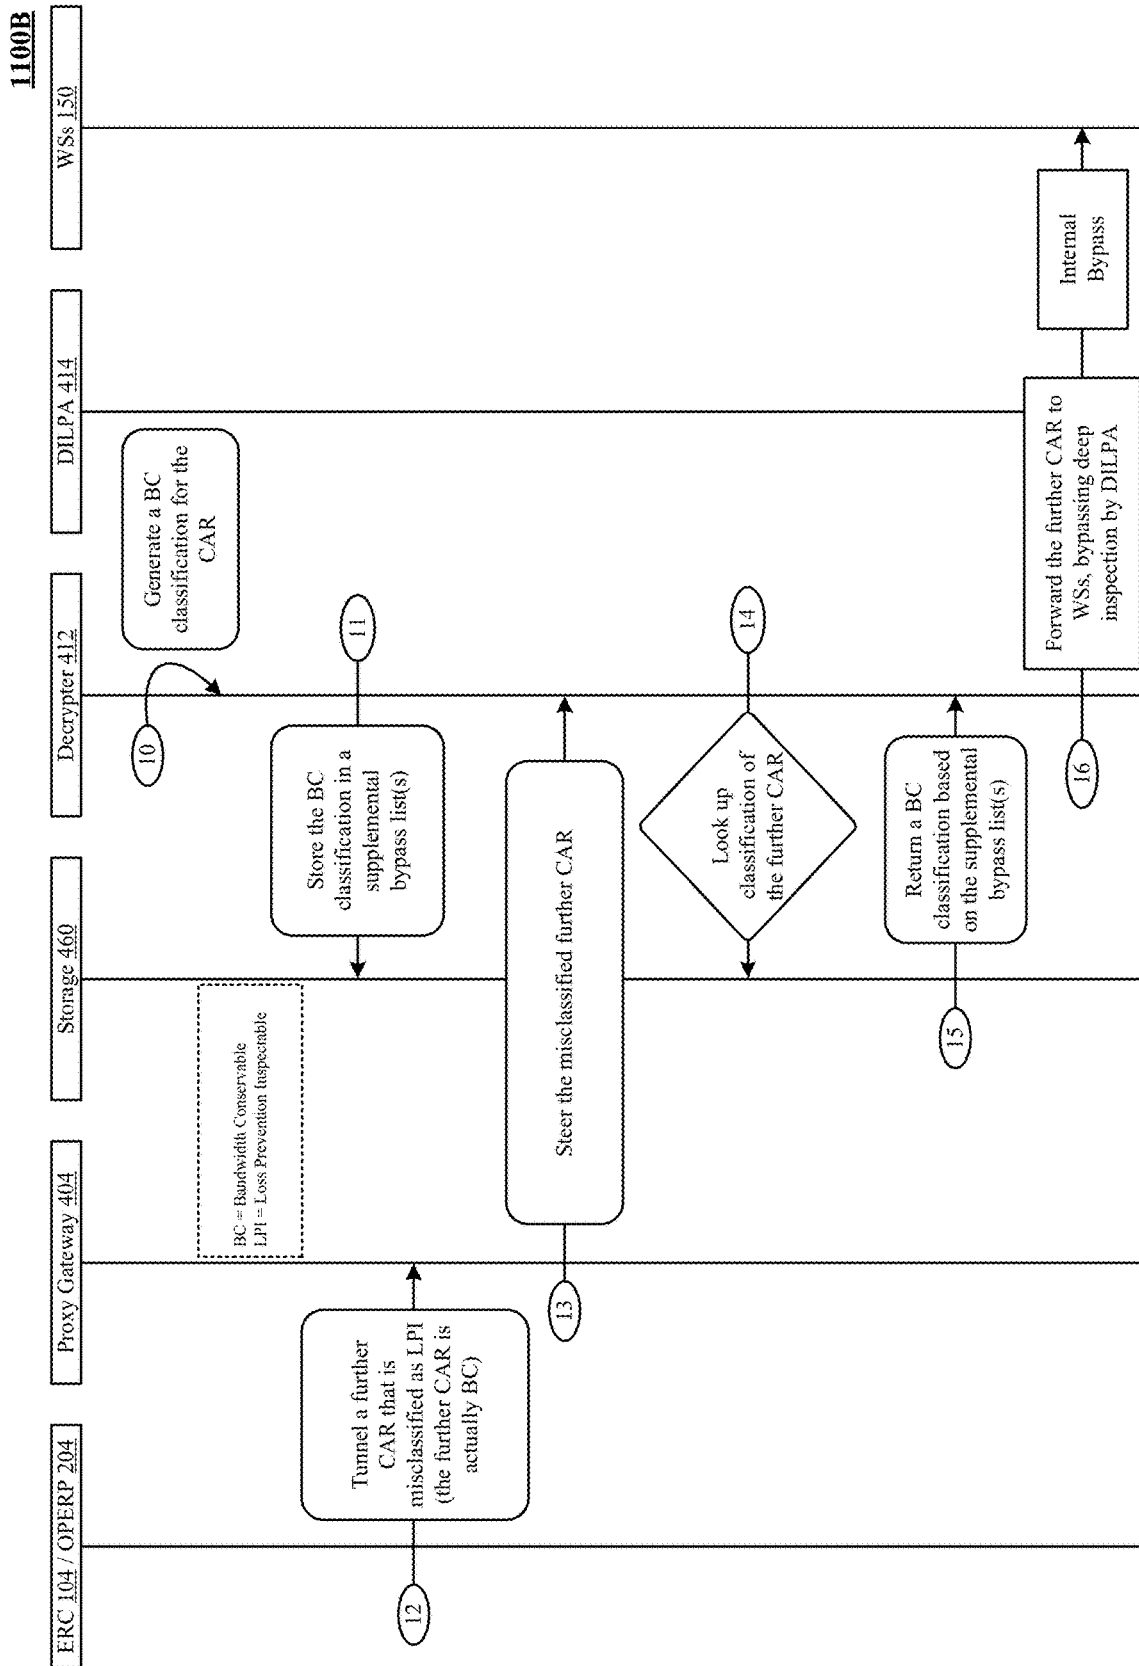 1100B
ERC 104 / OPERP 204
Proxy Gateway 404
Storage 460
Decrypter 412
DILPA 414
WSs 150
10
Generate a BC
classification for the
CAR
BC = Bandwidth Conservable
LPI = Loss Prevention Inspectable
Store the BC
classification in a
supplemental
bypass list(s)
11
12
Tunnel a further
CAR that is
misclassified as LPI
(the further CAR is
actually BC)
13
Steer the misclassified further CAR
Look up
classification of
the further CAR
14
15
Return a BC
classification based
on the supplemental
bypass list(s)
16
Forward the further CAR to
WSs, bypassing deep
inspection by DILPA
Internal
Bypass